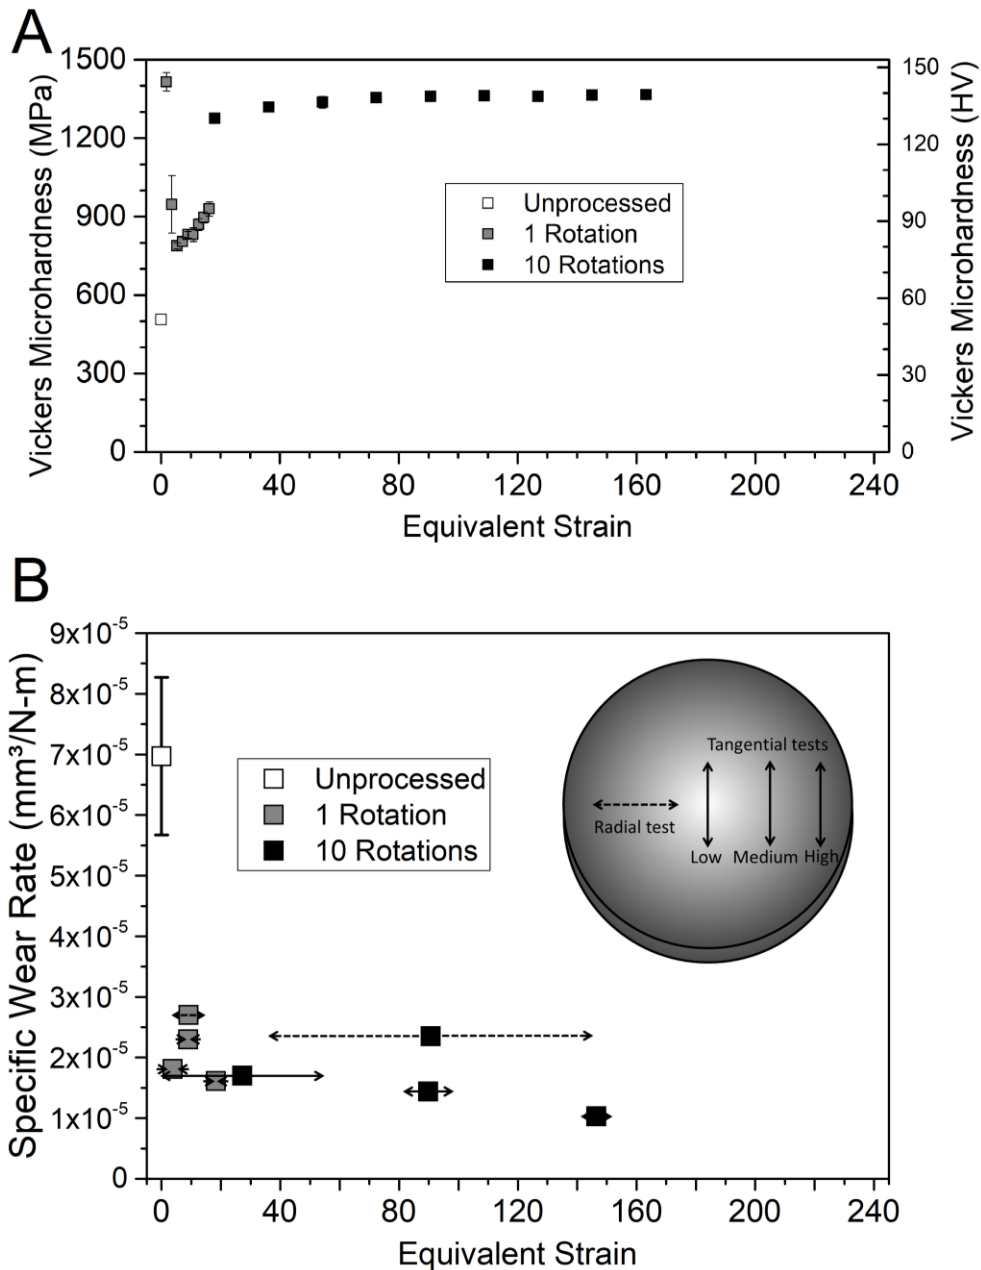 A
Vickers Microhardness (MPa)
1500
1200
900
600
300
0
150
120
90
60
30
0
Vickers Microhardness (HV)
Unprocessed
1 Rotation
10 Rotations
0 40 80 120 160 200 240
Equivalent Strain
B
Specific Wear Rate (mm³/N-m)
9x10⁻⁵
8x10⁻⁵
7x10⁻⁵
6x10⁻⁵
5x10⁻⁵
4x10⁻⁵
3x10⁻⁵
2x10⁻⁵
1x10⁻⁵
0
Unprocessed
1 Rotation
10 Rotations
Tangential tests
Radial test
Low Medium High
0 40 80 120 160 200 240
Equivalent Strain